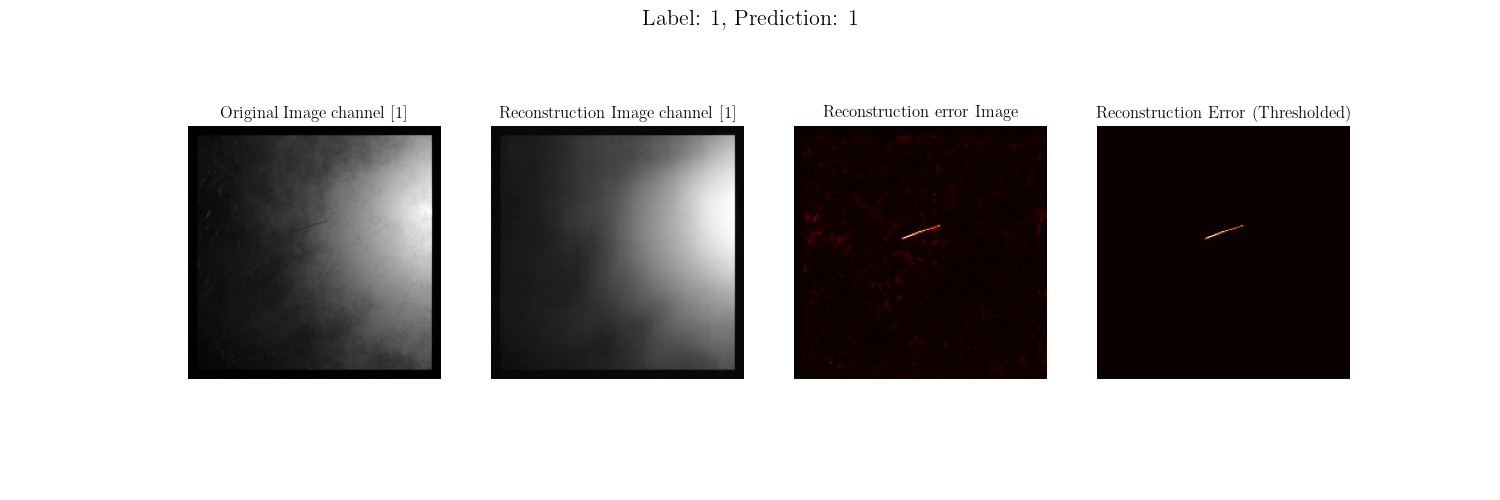 Label: 1, Prediction: 1
Original Image channel [1]
Reconstruction Image channel [1]
Reconstruction error Image
Reconstruction Error (Thresholded)